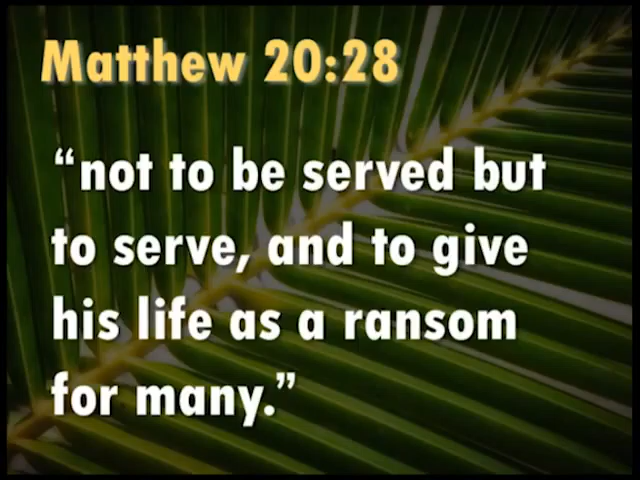 Matthew 20:28
“not to be served but
to serve, and to give
his life as a ransom
for many.”